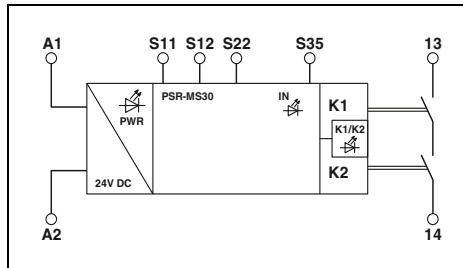 A1 S11 S12 S22 S35 13
PSR-MS30 IN K1
PWR K1/K2
24V DC K2
A2 14